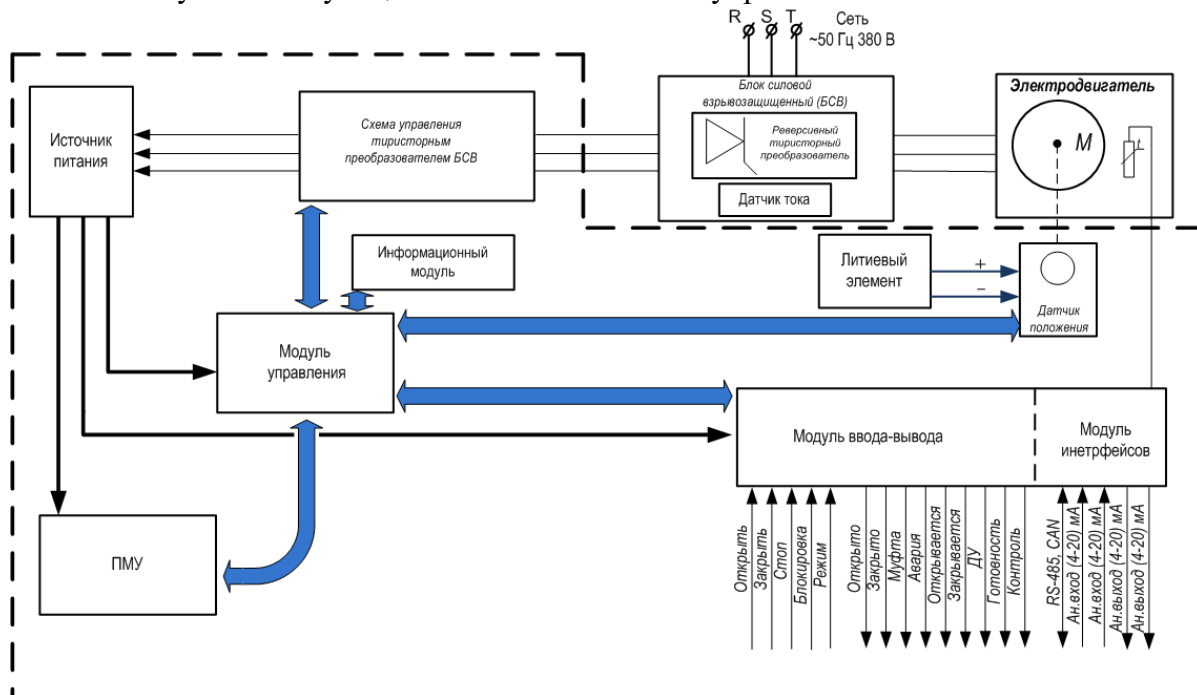 R S T
Сеть
~50 Гц 380 В
Источник
питания
Схема управления
тиристорным
преобразователем БСВ
Блок силовой
взрывозащищенный (БСВ)
Реверсивный
тиристорный
преобразователь
Датчик тока
Электродвигатель
M
t
Информационный
модуль
Литиевый
элемент
+
–
Датчик
положения
Модуль
управления
Модуль ввода-вывода
Модуль
инетрфейсов
ПМУ
Открыть
Закрыть
Стоп
Блокировка
Режим
Открыто
Закрыто
Муфта
Авария
Открывается
Закрывается
ДУ
Готовность
Контроль
RS-485, CAN
Ан.вход (4-20) мА
Ан.вход (4-20) мА
Ан.выход (4-20) мА
Ан.выход (4-20) мА